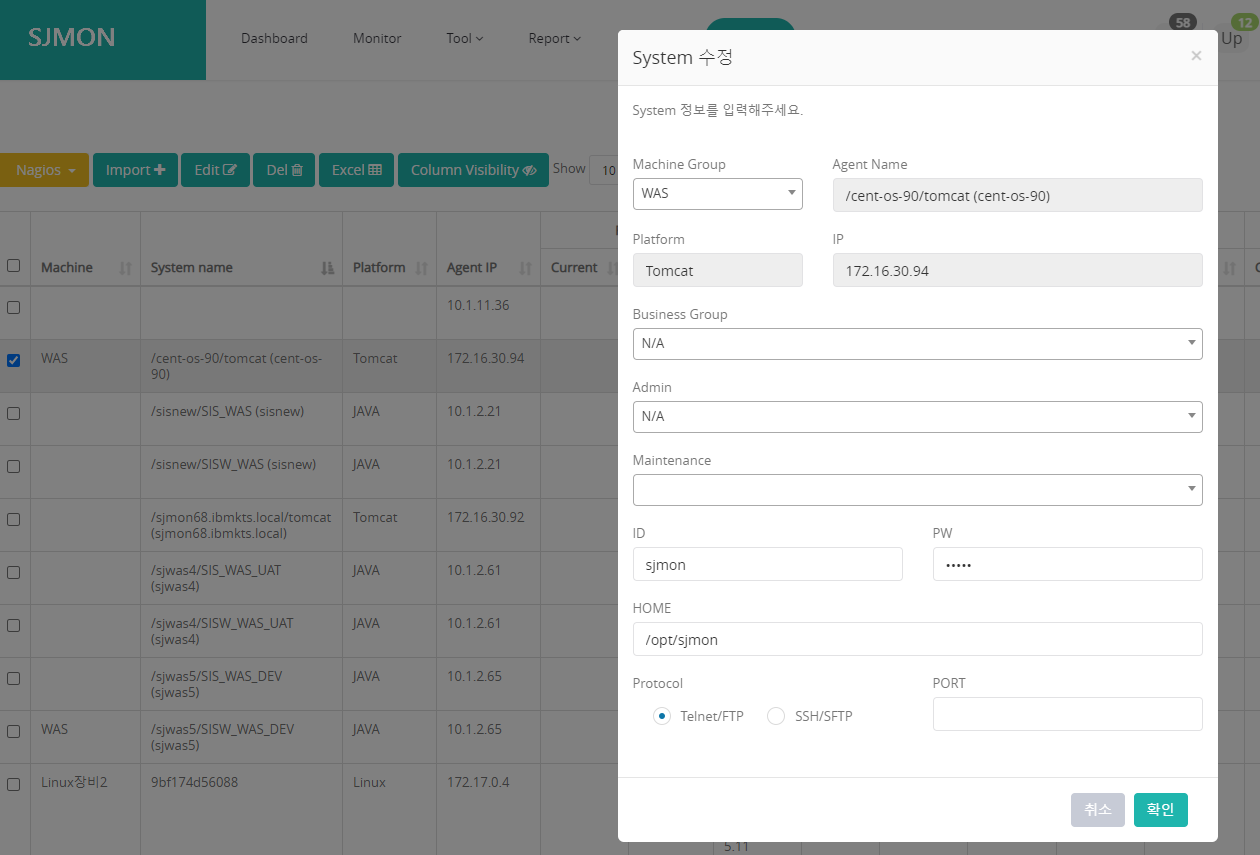 SJMON
Dashboard
Monitor
Tool
Report
58
Up
12
Nagios
Import
Edit
Del
Excel
Column Visibility
Show
10
Machine
System name
Platform
Agent IP
Current
10.1.11.36
WAS
/cent-os-90/tomcat (cent-os-
90)
Tomcat
172.16.30.94
/sisnew/SIS_WAS (sisnew)
JAVA
10.1.2.21
/sisnew/SISW_WAS (sisnew)
JAVA
10.1.2.21
/sjmon68.ibmkts.local/tomcat
(sjmon68.ibmkts.local)
Tomcat
172.16.30.92
/sjwas4/SIS_WAS_UAT
(sjwas4)
JAVA
10.1.2.61
/sjwas4/SISW_WAS_UAT
(sjwas4)
JAVA
10.1.2.61
/sjwas5/SIS_WAS_DEV
(sjwas5)
JAVA
10.1.2.65
WAS
/sjwas5/SISW_WAS_DEV
(sjwas5)
JAVA
10.1.2.65
Linux장비2
9bf174d56088
Linux
172.17.0.4
5.11
System 수정
×
System 정보를 입력해주세요.
Machine Group
Agent Name
WAS
/cent-os-90/tomcat (cent-os-90)
Platform
IP
Tomcat
172.16.30.94
Business Group
N/A
Admin
N/A
Maintenance
ID
PW
sjmon
•••••
HOME
/opt/sjmon
Protocol
PORT
Telnet/FTP
SSH/SFTP
취소
확인